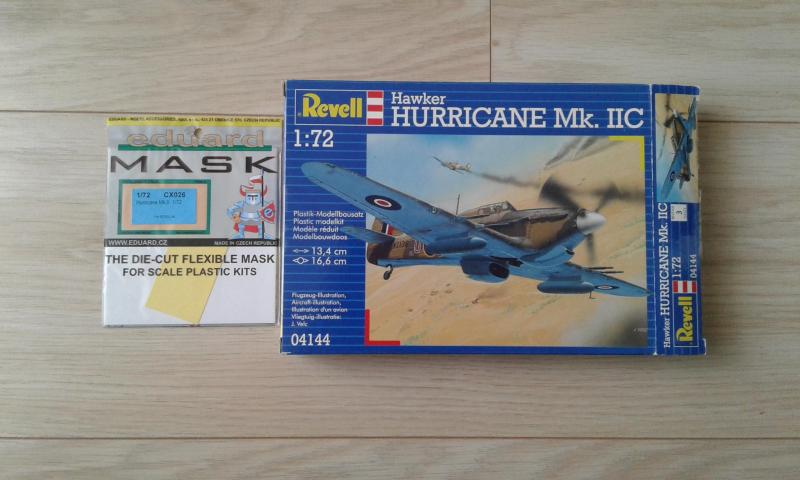 eduard
MASK
1/72 CX026
Hurricane Mk.II 1/72
WWW.EDUARD.CZ
MADE IN CZECH REPUBLIC
THE DIE-CUT FLEXIBLE MASK
FOR SCALE PLASTIC KITS
Revell
Hawker
HURRICANE Mk. IIC
1:72
Plastik-Modellbausatz
Plastic modelkit
Modèle réduit
Modelbouwdoos
13,4 cm
16,6 cm
Flugzeug-Illustration,
Aircraft-illustration,
Illustration d'un avion
Vliegtuig-illustratie:
J. Velc
04144
Hawker HURRICANE Mk. IIC
1:72
04144
Revell
3